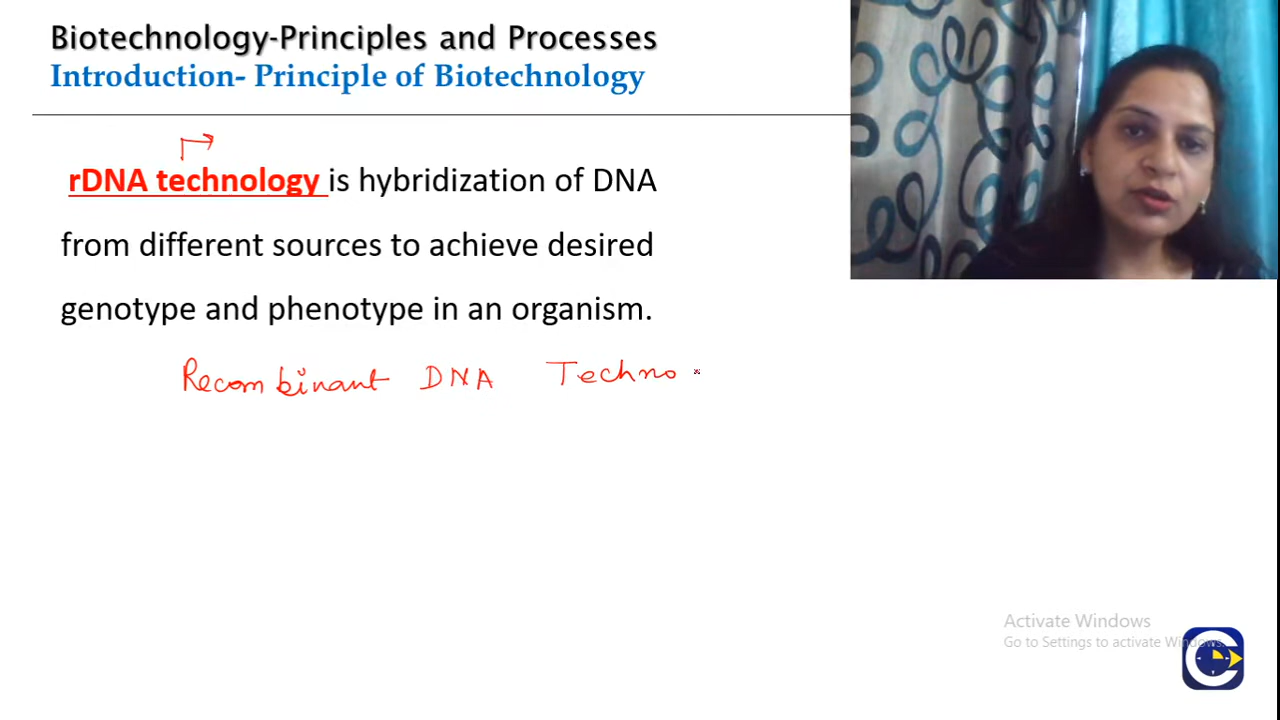 Biotechnology-Principles and Processes
Introduction- Principle of Biotechnology
rDNA technology is hybridization of DNA
from different sources to achieve desired
genotype and phenotype in an organism.
Recombinant DNA Techno
Activate Windows
Go to Settings to activate Windows.